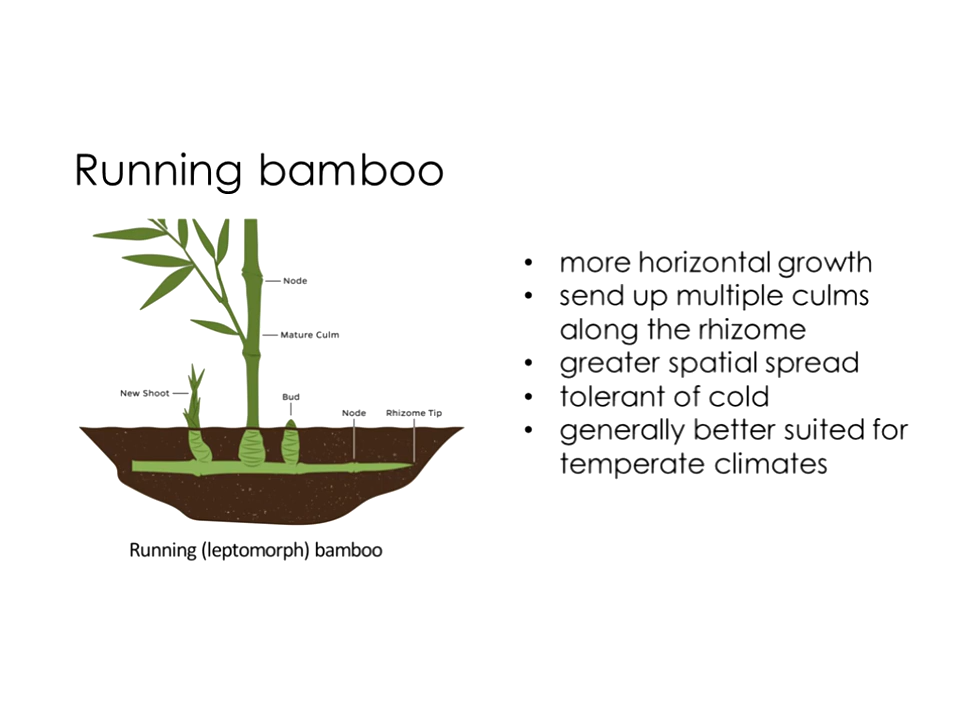 Running bamboo
Node
Mature Culm
New Shoot
Bud
Node
Rhizome Tip
Running (leptomorph) bamboo
• more horizontal growth
• send up multiple culms
along the rhizome
• greater spatial spread
• tolerant of cold
• generally better suited for
temperate climates